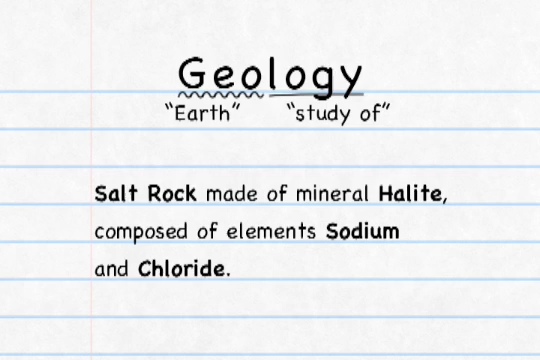 Geology
“Earth” “study of”
Salt Rock made of mineral Halite,
composed of elements Sodium
and Chloride.